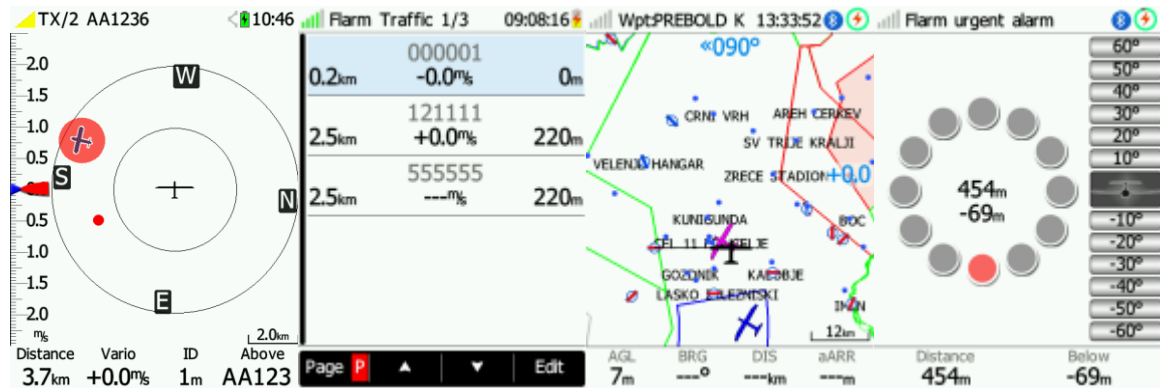 TX/2 AA1236 10:46
W
2.0
1.5
1.0
0.5
S
N
0.5
1.0
1.5
E
2.0
m/s
2.0km
Distance Vario ID Above
3.7km +0.0m/s 1m AA123
Flarm Traffic 1/3 09:08:16
000001
0.2km -0.0m/s 0m
121111
2.5km +0.0m/s 220m
555555
2.5km ---m/s 220m
Page P ▲ ▼ Edit
Wpt:PREBOLD K 13:33:52
«090°
CRNI VRH AREH CERKEV
SV TRIJE KRALJI
VELENJE HANGAR
ZRECE STADION +0.0
KUNIGUNDA
BOC
GOZDNIK
LASKO
12km
AGL BRG DIS aARR
7m ---° ---km ---m
Flarm urgent alarm
60°
50°
40°
30°
20°
10°
454m
-69m
-10°
-20°
-30°
-40°
-50°
-60°
Distance Below
454m -69m